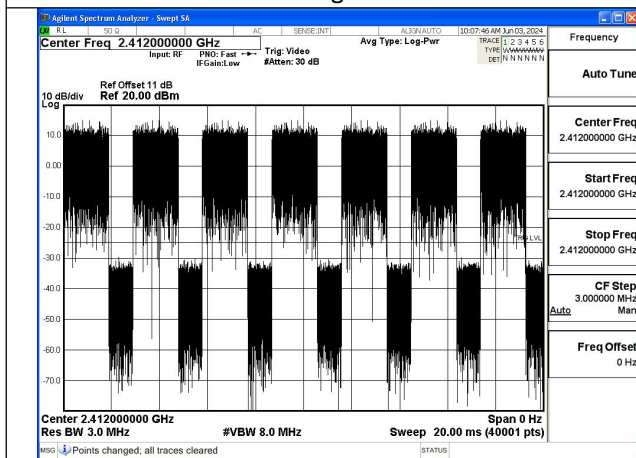 Agilent Spectrum Analyzer - Swept SA
LXI RL 50 Ω AC SENSE:INT ALIGN AUTO 10:07:46 AM Jun 03, 2024
Center Freq 2.412000000 GHz
Input: RF PNO: Fast
IFGain:Low
Trig: Video
#Atten: 30 dB
Avg Type: Log-Pwr
TRACE 1 2 3 4 5 6
TYPE WWWWWW
DET N N N N N N
Ref Offset 11 dB
10 dB/div Ref 20.00 dBm
Log
10.0
0.00
-10.0
-20.0
TRIG LVL
-30.0
-40.0
-50.0
-60.0
-70.0
Center 2.412000000 GHz Span 0 Hz
Res BW 3.0 MHz #VBW 8.0 MHz Sweep 20.00 ms (40001 pts)
MSG Points changed; all traces cleared STATUS
Frequency
Auto Tune
Center Freq
2.412000000 GHz
Start Freq
2.412000000 GHz
Stop Freq
2.412000000 GHz
CF Step
3.000000 MHz
Auto Man
Freq Offset
0 Hz